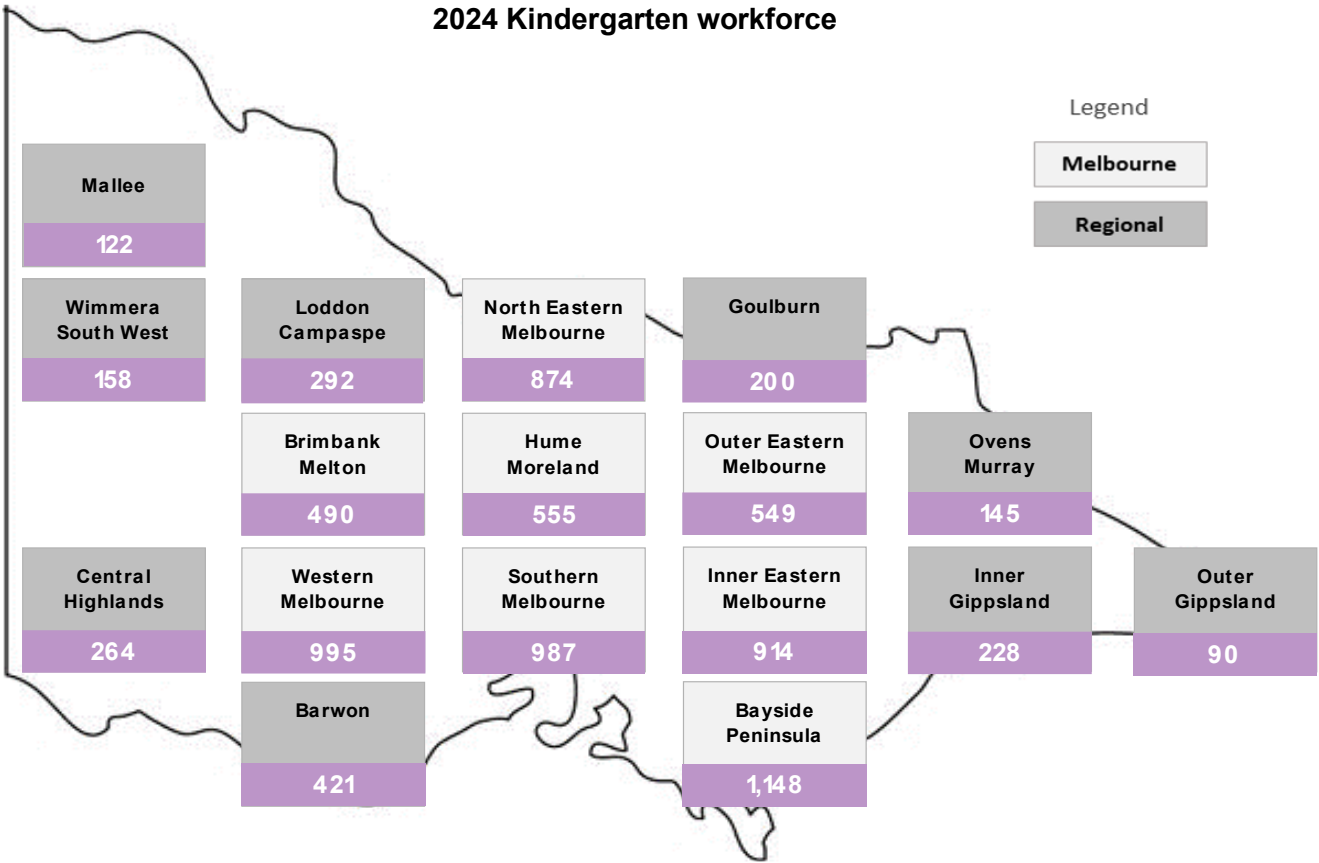 2024 Kindergarten workforce
Legend
Melbourne
Regional
Mallee
122
Wimmera
South West
158
Loddon
Campaspe
292
North Eastern
Melbourne
874
Goulburn
200
Brimbank
Melton
490
Hume
Moreland
555
Outer Eastern
Melbourne
549
Ovens
Murray
145
Central
Highlands
264
Western
Melbourne
995
Southern
Melbourne
987
Inner Eastern
Melbourne
914
Inner
Gippsland
228
Outer
Gippsland
90
Barwon
421
Bayside
Peninsula
1,148